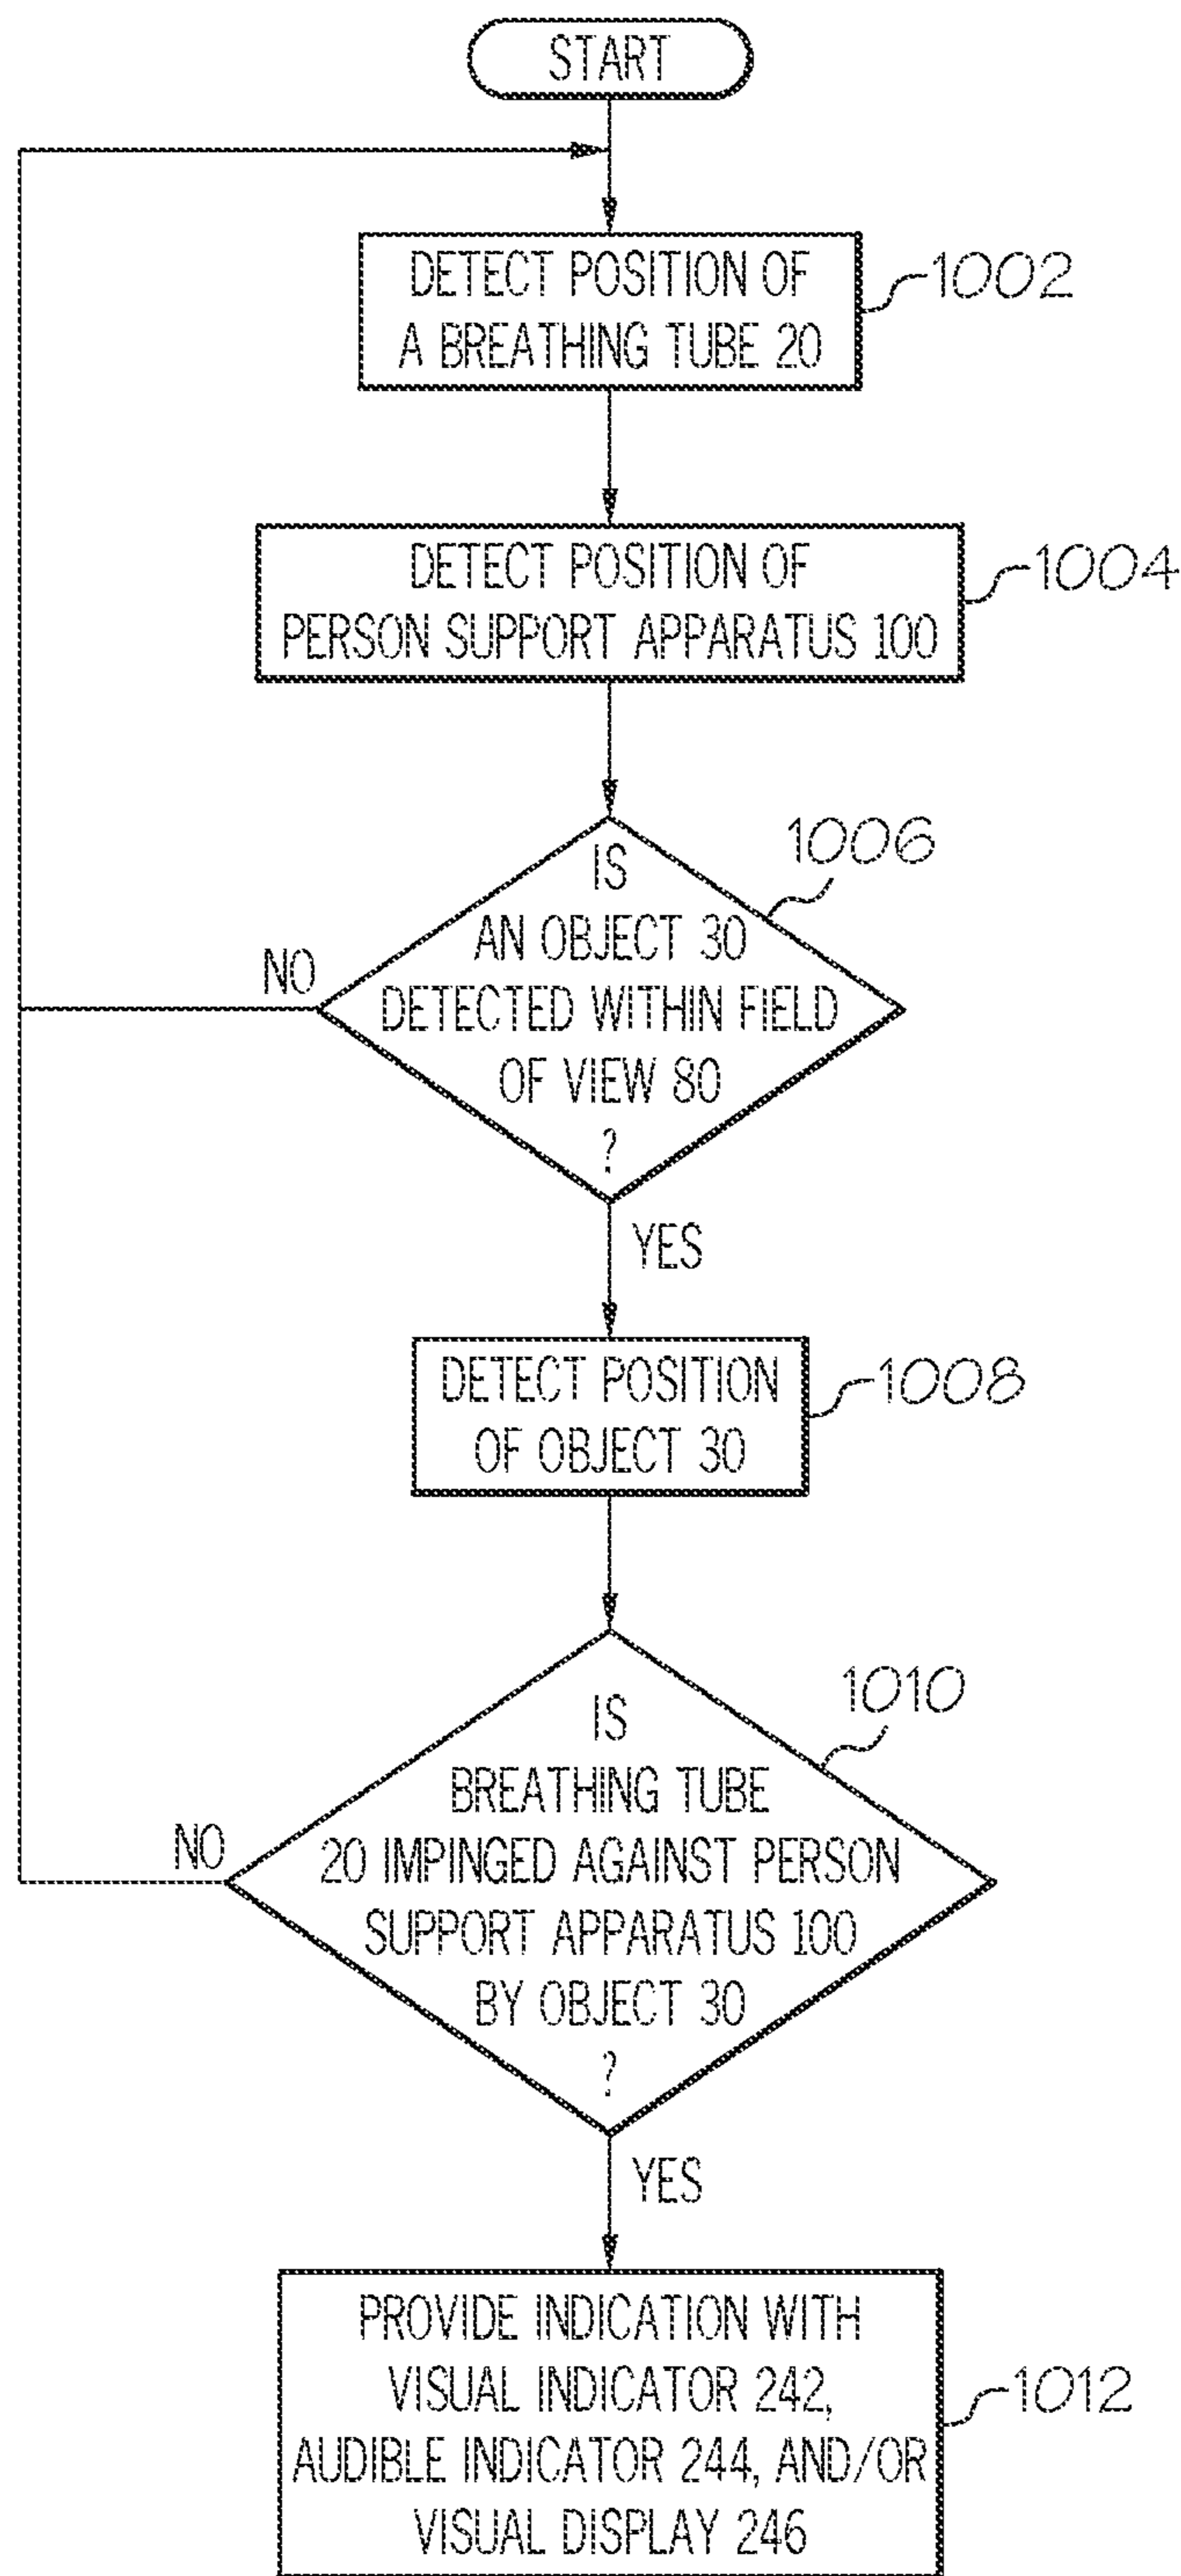 START
DETECT POSITION OF
A BREATHING TUBE 20
1002
DETECT POSITION OF
PERSON SUPPORT APPARATUS 100
1004
IS
AN OBJECT 30
DETECTED WITHIN FIELD
OF VIEW 80
?
1006
NO
YES
DETECT POSITION
OF OBJECT 30
1008
IS
BREATHING TUBE
20 IMPINGED AGAINST PERSON
SUPPORT APPARATUS 100
BY OBJECT 30
?
1010
NO
YES
PROVIDE INDICATION WITH
VISUAL INDICATOR 242,
AUDIBLE INDICATOR 244, AND/OR
VISUAL DISPLAY 246
1012